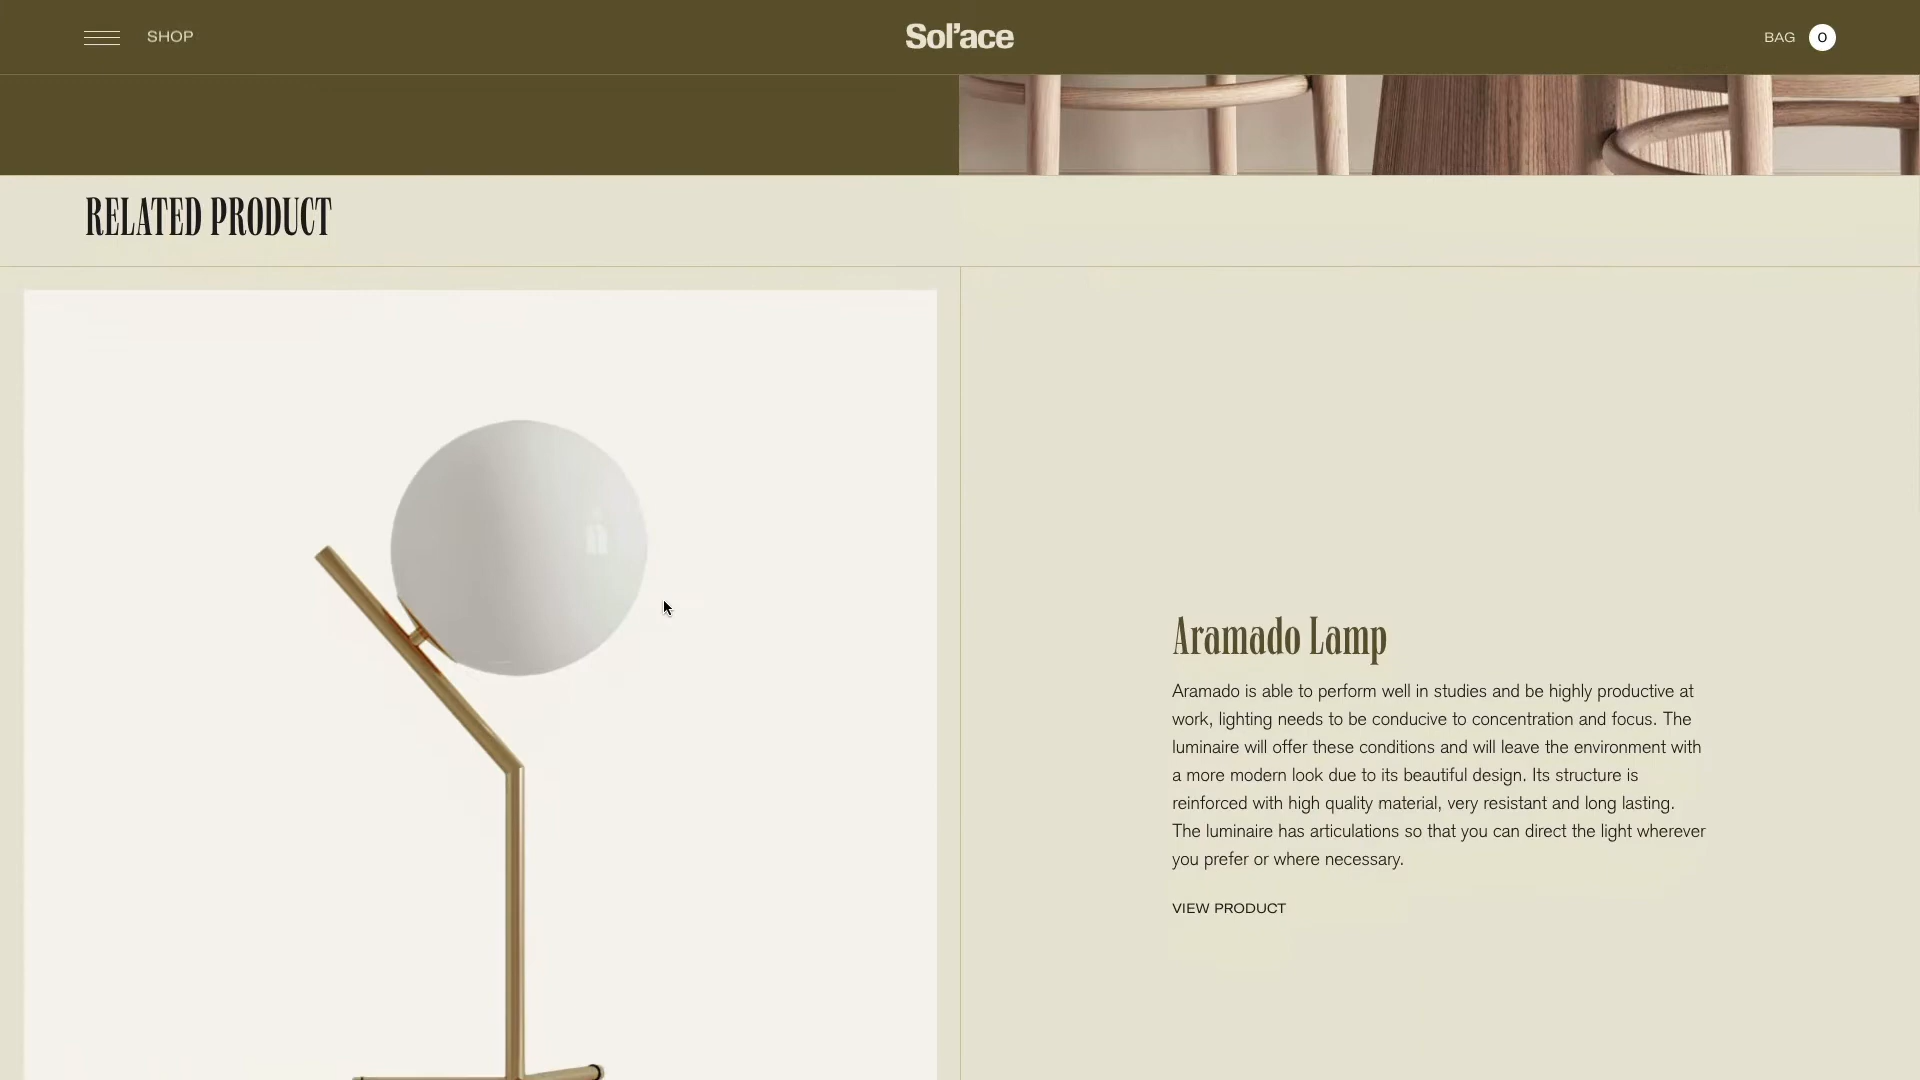 SHOP
Sol’ace
BAG 0
RELATED PRODUCT
Aramado Lamp
Aramado is able to perform well in studies and be highly productive at
work, lighting needs to be conducive to concentration and focus. The
luminaire will offer these conditions and will leave the environment with
a more modern look due to its beautiful design. Its structure is
reinforced with high quality material, very resistant and long lasting.
The luminaire has articulations so that you can direct the light wherever
you prefer or where necessary.
VIEW PRODUCT